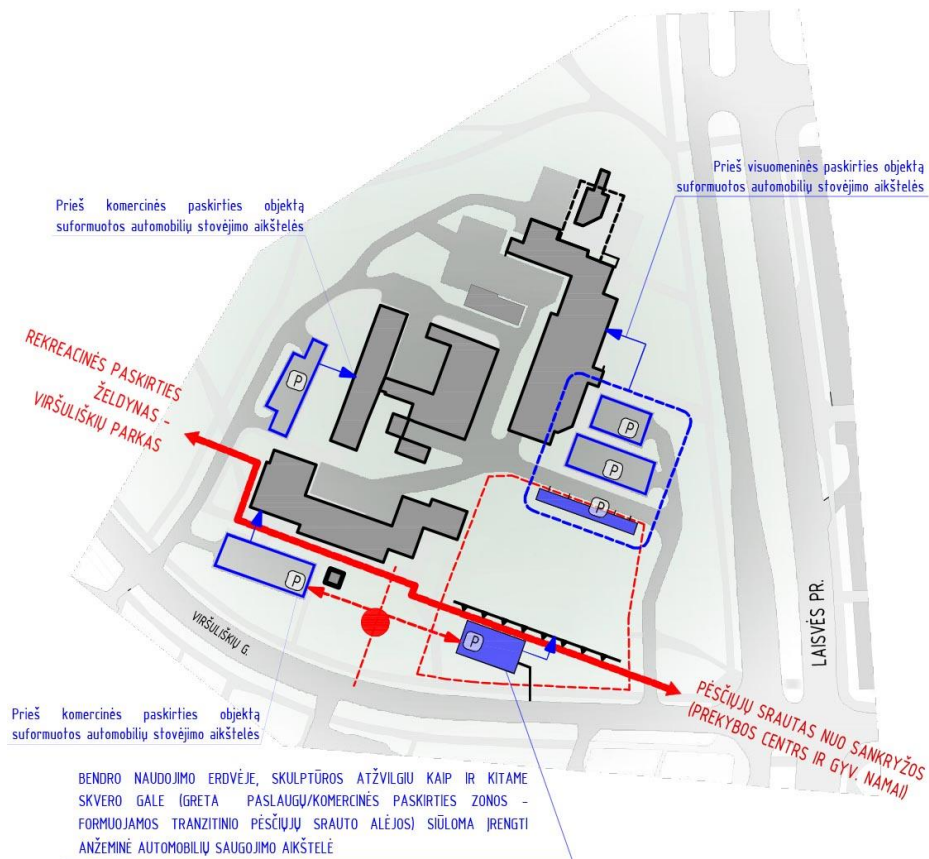 Prieš visuomeninės paskirties objektą
suformuotos automobilių stovėjimo aikštelės
Prieš komercinės paskirties objektą
suformuotos automobilių stovėjimo aikštelės
REKREACINĖS PASKIRTIES
ŽELDYNAS -
VIRŠULIŠKIŲ PARKAS
P
P
P
P
P
P
VIRŠULIŠKIŲ G.
LAISVĖS PR.
PĖSČIŲJŲ SRAUTAS NUO SANKRYŽOS
(PREKYBOS CENTRS IR GYV. NAMAI)
Prieš komercinės paskirties objektą
suformuotos automobilių stovėjimo aikštelės
BENDRO NAUDOJIMO ERDVĖJE, SKULPTŪROS ATŽVILGIU KAIP IR KITAME
SKVERO GALE (GRETA PASLAUGŲ/KOMERCINĖS PASKIRTIES ZONOS -
FORMUOJAMOS TRANZITINIO PĖSČIŲJŲ SRAUTO ALĖJOS) SIŪLOMA ĮRENGTI
ANŽEMINĖ AUTOMOBILIŲ SAUGOJIMO AIKŠTELĖ